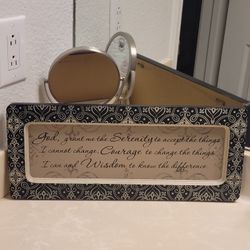 God, grant me the Serenity to accept the things
I cannot change, Courage, to change the things
I can and Wisdom to know the difference